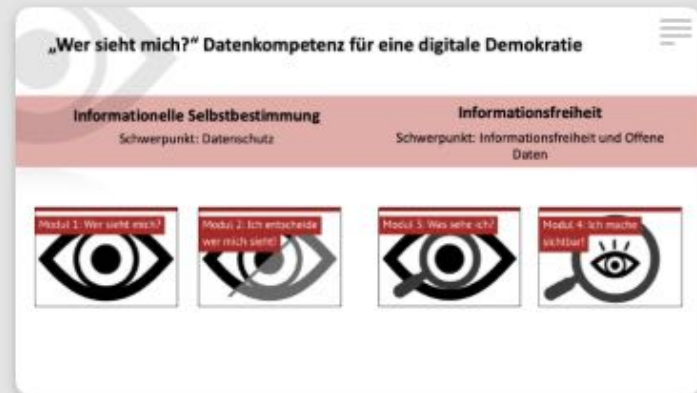 „Wer sieht mich?“ Datenkompetenz für eine digitale Demokratie
Informationelle Selbstbestimmung
Schwerpunkt: Datenschutz
Informationsfreiheit
Schwerpunkt: Informationsfreiheit und Offene
Daten
Modul 1: Wer sieht mich?
Modul 2: Ich entscheide
wer mich sieht!
Modul 3: Was sehe ich?
Modul 4: Ich mache
sichtbar!